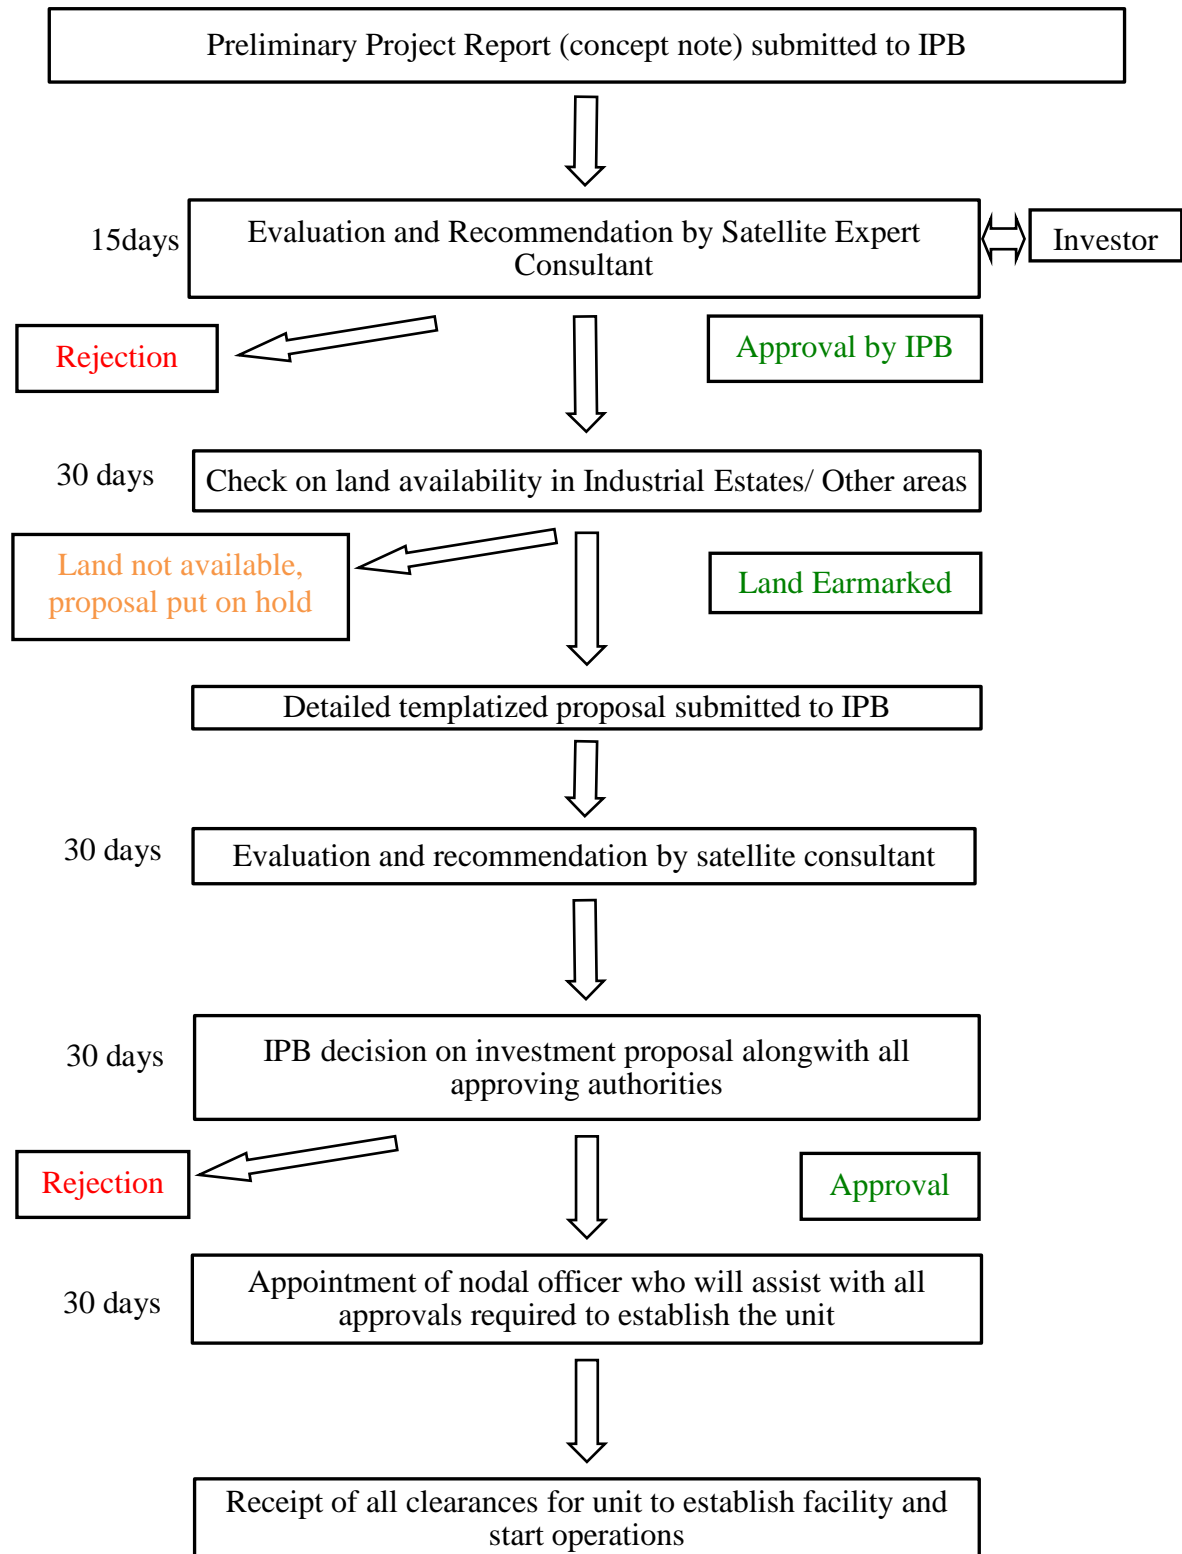 Preliminary Project Report (concept note) submitted to IPB
15days
Evaluation and Recommendation by Satellite Expert
Consultant
Investor
Rejection
Approval by IPB
30 days
Check on land availability in Industrial Estates/ Other areas
Land not available,
proposal put on hold
Land Earmarked
Detailed templatized proposal submitted to IPB
30 days
Evaluation and recommendation by satellite consultant
30 days
IPB decision on investment proposal alongwith all
approving authorities
Rejection
Approval
30 days
Appointment of nodal officer who will assist with all
approvals required to establish the unit
Receipt of all clearances for unit to establish facility and
start operations